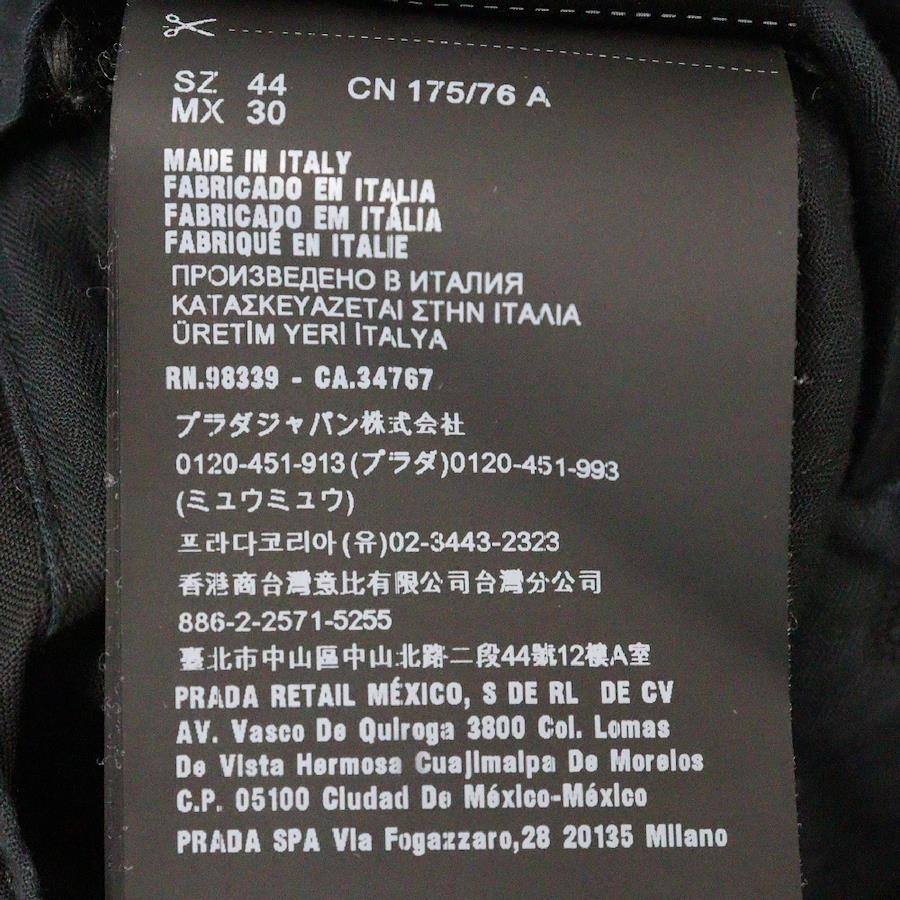 SZ 44 CN 175/76 A
MX 30
MADE IN ITALY
FABRICADO EN ITALIA
FABRICADO EM ITÁLIA
FABRIQUÉ EN ITALIE
ПРОИЗВЕДЕНО В ИТАЛИЯ
ΚΑΤΑΣΚΕΥΑΖΕΤΑΙ ΣΤΗΝ ΙΤΑΛΙΑ
ÜRETİM YERİ İTALYA
RN.98339 - CA.34767
プラダジャパン株式会社
0120-451-913(プラダ)0120-451-993
(ミュウミュウ)
프라다코리아(유)02-3443-2323
香港商台灣意比有限公司台灣分公司
886-2-2571-5255
臺北市中山區中山北路二段44號12樓A室
PRADA RETAIL MÉXICO, S DE RL DE CV
AV. Vasco De Quiroga 3800 Col. Lomas
De Vista Hermosa Cuajimalpa De Morelos
C.P. 05100 Ciudad De México-México
PRADA SPA Via Fogazzaro,28 20135 Milano